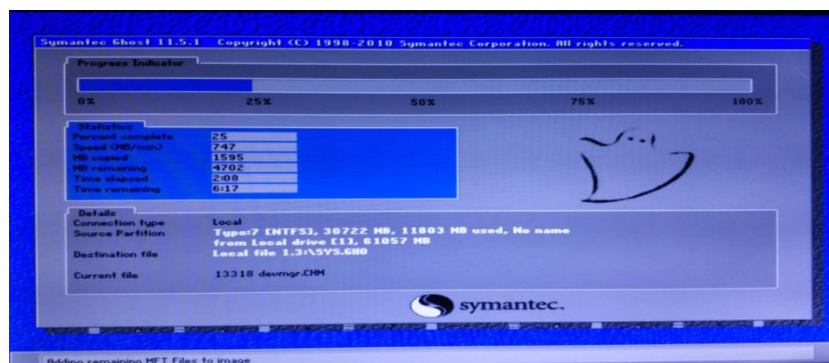 Symantec Ghost 11.5.1 Copyright (C) 1998-2010 Symantec Corporation. All rights reserved.
Progress Indicator
0% 25% 50% 75% 100%
Statistics
Percent complete 25
Speed (MB/min) 747
MB copied 1595
MB remaining 4702
Time elapsed 2:08
Time remaining 6:17
Details
Connection type Local
Source Partition Type:7 [NTFS], 30722 MB, 11803 MB used, No name
from Local drive [1], 61057 MB
Destination file Local file 1.3:\SYS.GHO
Current file 13318 devmgr.CHM
symantec.
Adding remaining MFT Files to image